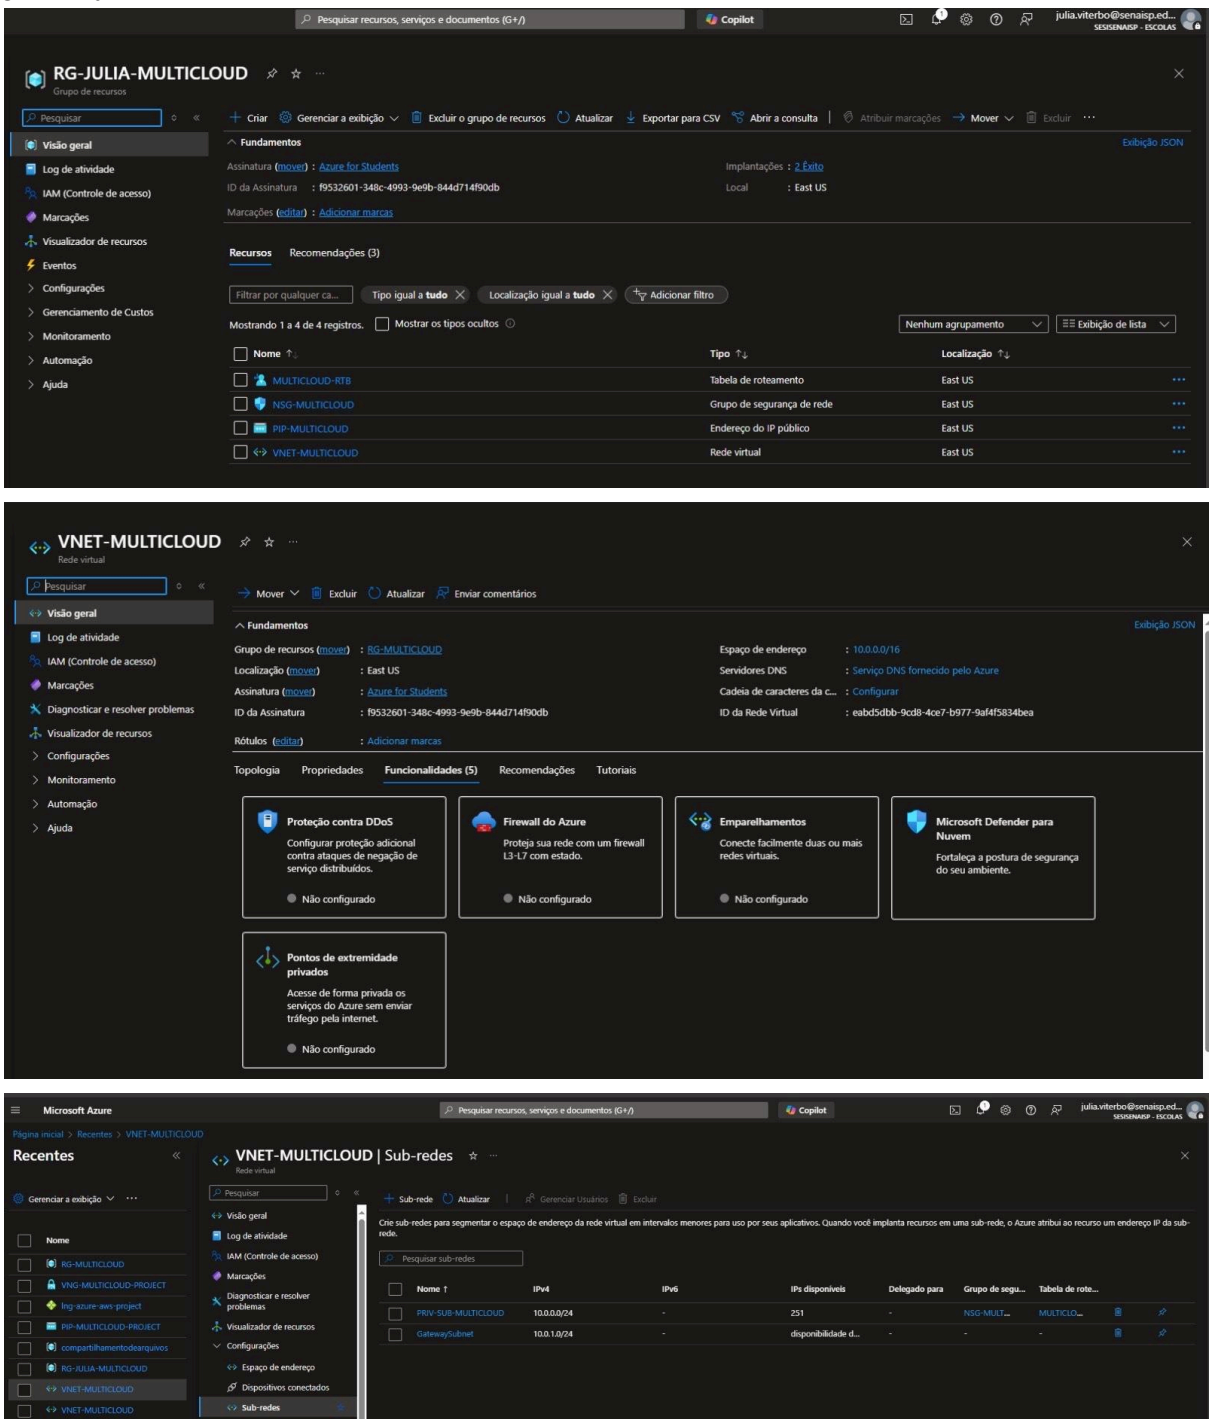 Pesquisar recursos, serviços e documentos (G+/)
Copilot
1
julia.viterbo@senaisp.ed...
SESISENAISP - ESCOLAS
RG-JULIA-MULTICLOUD
Grupo de recursos
Pesquisar
Criar Gerenciar a exibição Excluir o grupo de recursos Atualizar Exportar para CSV Abrir a consulta Atribuir marcações Mover Excluir ...
Visão geral
Fundamentos
Exibição JSON
Log de atividade
Assinatura (mover) : Azure for Students
Implantações : 2 Êxito
IAM (Controle de acesso)
ID da Assinatura : f9532601-348c-4993-9e9b-844d714f90db
Local : East US
Marcações
Marcações (editar) : Adicionar marcas
Visualizador de recursos
Recursos Recomendações (3)
Eventos
Configurações
Filtrar por qualquer ca... Tipo igual a tudo Localização igual a tudo Adicionar filtro
Gerenciamento de Custos
Mostrando 1 a 4 de 4 registros. Mostrar os tipos ocultos
Nenhum agrupamento Exibição de lista
Monitoramento
Nome Tipo Localização
Automação
Ajuda
MULTICLOUD-RTB Tabela de roteamento East US
NSG-MULTICLOUD Grupo de segurança de rede East US
PIP-MULTICLOUD Endereço do IP público East US
VNET-MULTICLOUD Rede virtual East US
VNET-MULTICLOUD
Rede virtual
Pesquisar
Mover Excluir Atualizar Enviar comentários
Visão geral
Fundamentos
Exibição JSON
Log de atividade
Grupo de recursos (mover) : RG-MULTICLOUD
Espaço de endereço : 10.0.0.0/16
IAM (Controle de acesso)
Localização (mover) : East US
Servidores DNS : Serviço DNS fornecido pelo Azure
Marcações
Assinatura (mover) : Azure for Students
Cadeia de caracteres da c... : Configurar
Diagnosticar e resolver problemas
ID da Assinatura : f9532601-348c-4993-9e9b-844d714f90db
ID da Rede Virtual : eabd5dbb-9cd8-4ce7-b977-9af4f5834bea
Visualizador de recursos
Rótulos (editar) : Adicionar marcas
Configurações
Monitoramento
Automação
Ajuda
Topologia Propriedades Funcionalidades (5) Recomendações Tutoriais
Proteção contra DDoS
Configurar proteção adicional
contra ataques de negação de
serviço distribuídos.
Não configurado
Firewall do Azure
Proteja sua rede com um firewall
L3-L7 com estado.
Não configurado
Emparelhamentos
Conecte facilmente duas ou mais
redes virtuais.
Não configurado
Microsoft Defender para
Nuvem
Fortaleça a postura de segurança
do seu ambiente.
Pontos de extremidade
privados
Acesse de forma privada os
serviços do Azure sem enviar
tráfego pela internet.
Não configurado
Microsoft Azure
Pesquisar recursos, serviços e documentos (G+/)
Copilot
1
julia.viterbo@senaisp.ed...
SESISENAISP - ESCOLAS
Página inicial > Recentes > VNET-MULTICLOUD
Recentes
Gerenciar a exibição ...
Nome
RG-MULTICLOUD
VNG-MULTICLOUD-PROJECT
lng-azure-aws-project
PIP-MULTICLOUD-PROJECT
compartilhamentodearquivos
RG-JULIA-MULTICLOUD
VNET-MULTICLOUD
VNET-MULTICLOUD
VNET-MULTICLOUD | Sub-redes
Rede virtual
Pesquisar
Visão geral
Log de atividade
IAM (Controle de acesso)
Marcações
Diagnosticar e resolver
problemas
Visualizador de recursos
Configurações
Espaço de endereço
Dispositivos conectados
Sub-redes
Sub-rede Atualizar Gerenciar Usuários Excluir
Crie sub-redes para segmentar o espaço de endereço da rede virtual em intervalos menores para uso por seus aplicativos. Quando você implanta recursos em uma sub-rede, o Azure atribui ao recurso um endereço IP da sub-
rede.
Pesquisar sub-redes
Nome IPv4 IPv6 IPs disponíveis Delegado para Grupo de segu... Tabela de rote...
PRIV-SUB-MULTICLOUD 10.0.0.0/24 - 251 - NSG-MULT... MULTICLO...
GatewaySubnet 10.0.1.0/24 - disponibilidade d... - - -